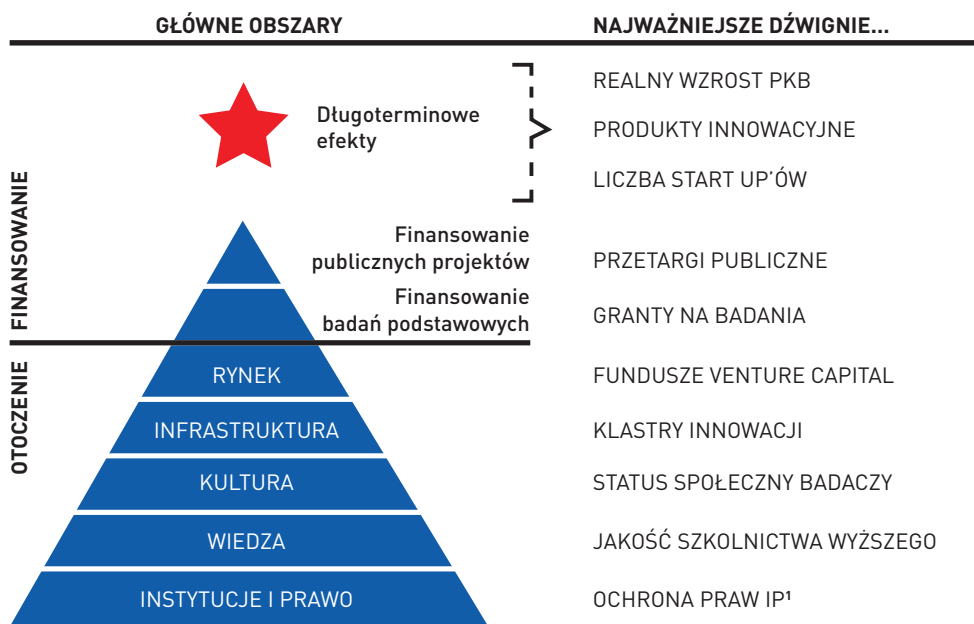 GŁÓWNE OBSZARY
NAJWAŻNIEJSZE DŹWIGNIE...
FINANSOWANIE
Długoterminowe
efekty
REALNY WZROST PKB
PRODUKTY INNOWACYJNE
LICZBA START UP'ÓW
Finansowanie
publicznych projektów
PRZETARGI PUBLICZNE
Finansowanie
badań podstawowych
GRANTY NA BADANIA
OTOCZENIE
RYNEK
FUNDUSZE VENTURE CAPITAL
INFRASTRUKTURA
KLASTRY INNOWACJI
KULTURA
STATUS SPOŁECZNY BADACZY
WIEDZA
JAKOŚĆ SZKOLNICTWA WYŻSZEGO
INSTYTUCJE I PRAWO
OCHRONA PRAW IP¹